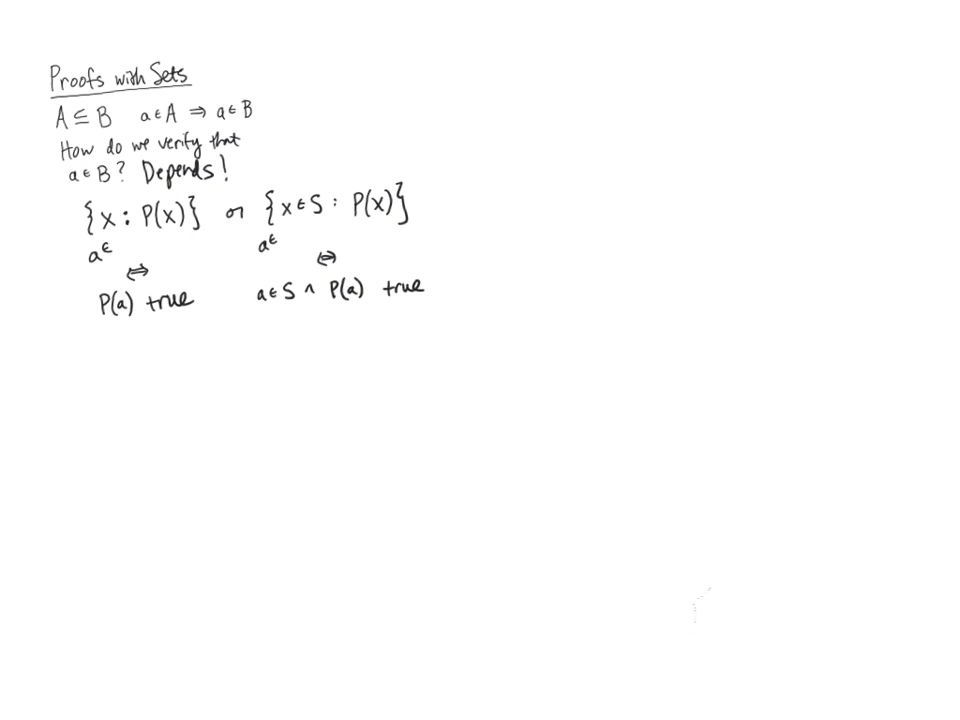 Proofs with Sets
A ⊆ B a ∈ A ⇒ a ∈ B
How do we verify that
a ∈ B? Depends!
{x : P(x)} or {x ∈ S : P(x)}
a ∈ a ∈
⇔ ⇔
P(a) true a ∈ S ∧ P(a) true